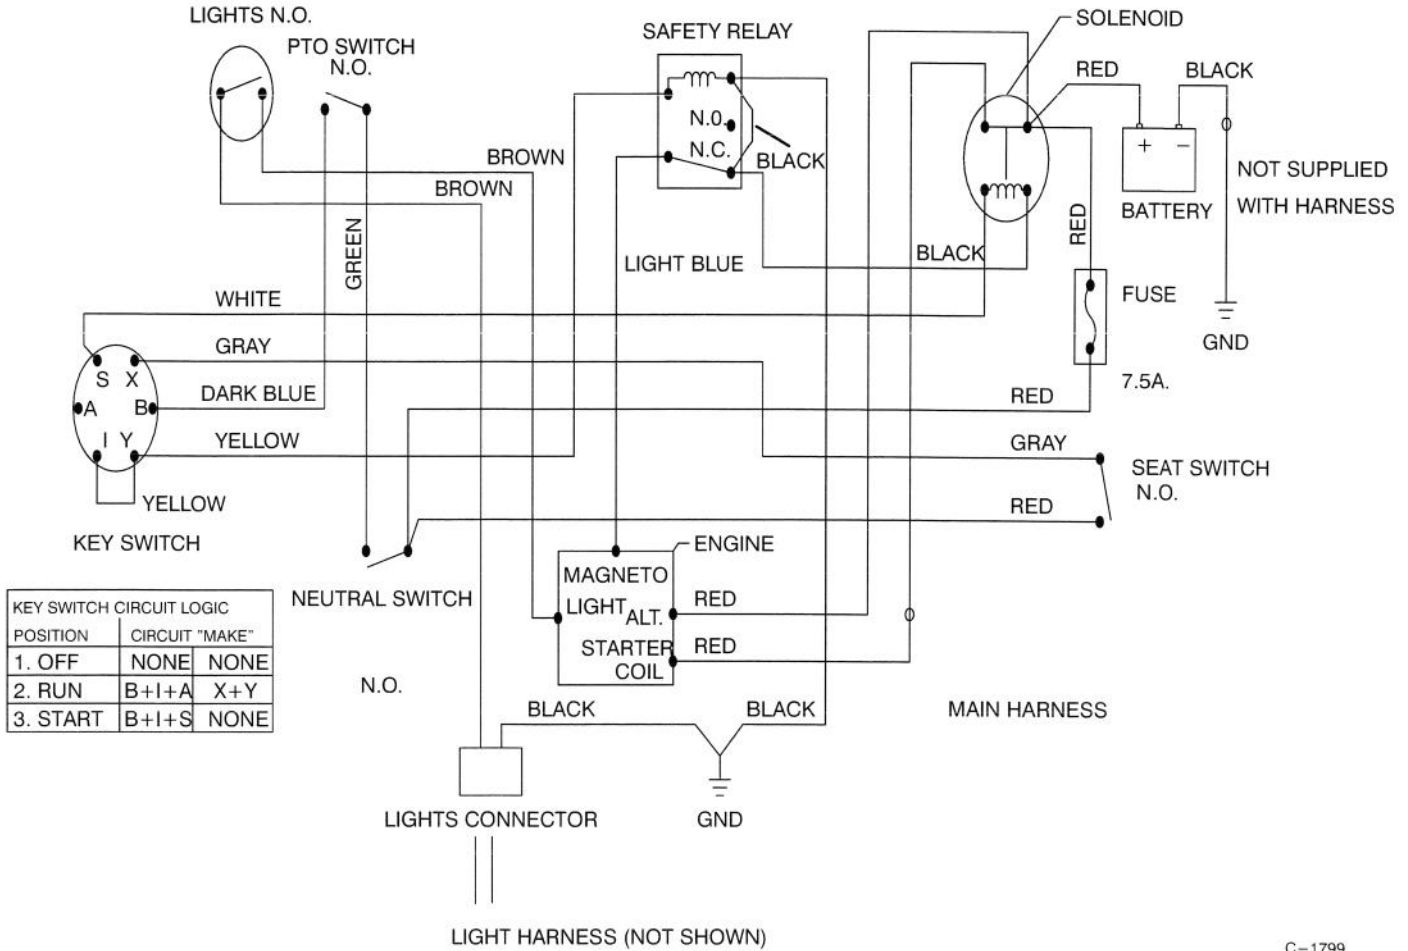 LIGHTS N.O.
PTO SWITCH
N.O.
SAFETY RELAY
SOLENOID
RED
BLACK
N.0.
N.C.
BLACK
BROWN
BROWN
+ −
BATTERY
NOT SUPPLIED
WITH HARNESS
GREEN
LIGHT BLUE
BLACK
RED
WHITE
FUSE
GND
GRAY
7.5A.
S X
A B
I Y
DARK BLUE
RED
YELLOW
GRAY
SEAT SWITCH
N.O.
YELLOW
RED
KEY SWITCH
ENGINE
MAGNETO
LIGHT
ALT.
RED
STARTER
COIL
RED
NEUTRAL SWITCH
N.O.
KEY SWITCH CIRCUIT LOGIC
POSITION CIRCUIT "MAKE"
1. OFF NONE NONE
2. RUN B+I+A X+Y
3. START B+I+S NONE
BLACK
BLACK
MAIN HARNESS
LIGHTS CONNECTOR
GND
LIGHT HARNESS (NOT SHOWN)
C−1799